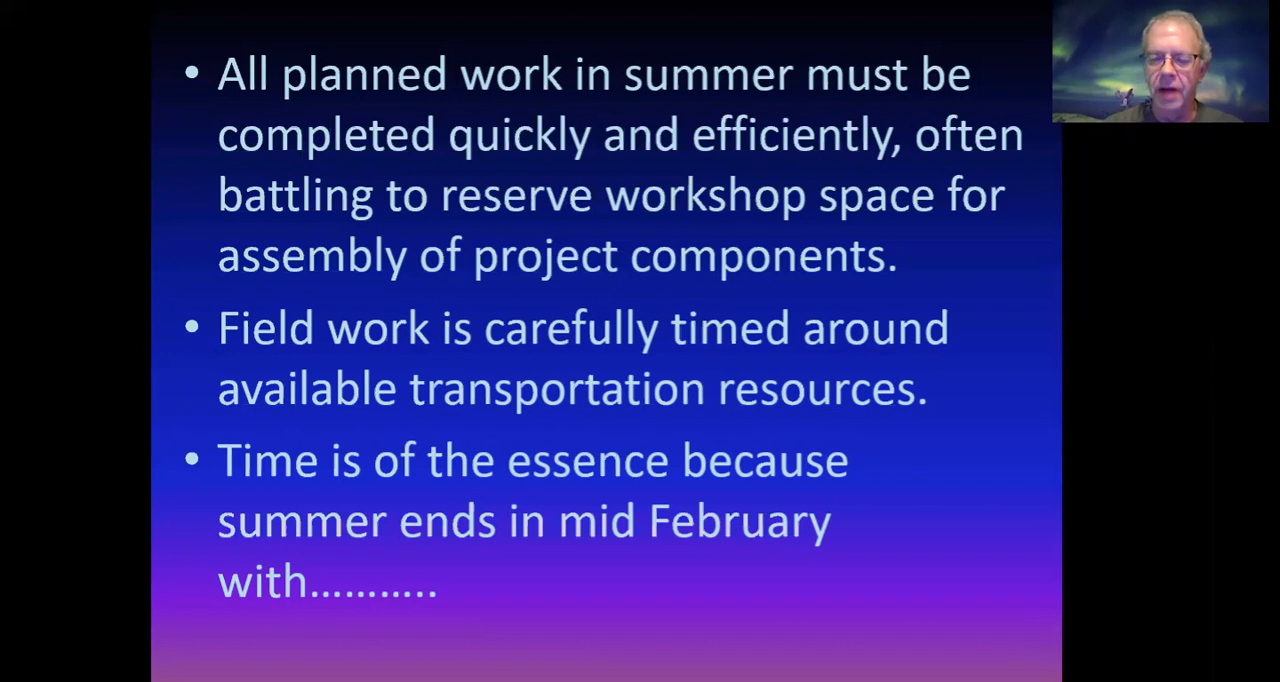 • All planned work in summer must be
completed quickly and efficiently, often
battling to reserve workshop space for
assembly of project components.
• Field work is carefully timed around
available transportation resources.
• Time is of the essence because
summer ends in mid February
with………..